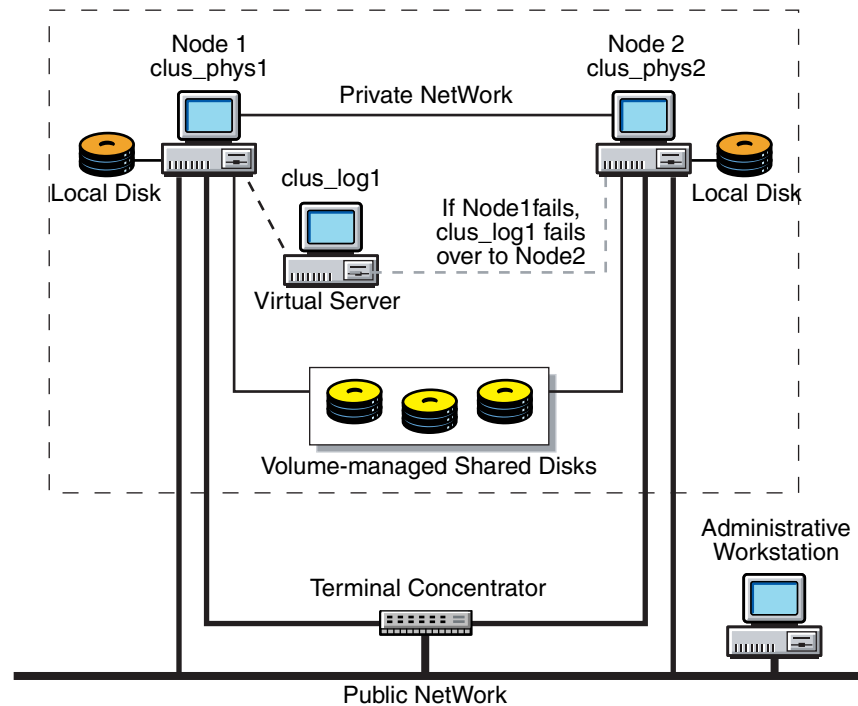 Node 1
clus_phys1
Node 2
clus_phys2
Private NetWork
Local Disk
Local Disk
clus_log1
If Node1fails,
clus_log1 fails
over to Node2
Virtual Server
Volume-managed Shared Disks
Administrative
Workstation
Terminal Concentrator
Public NetWork